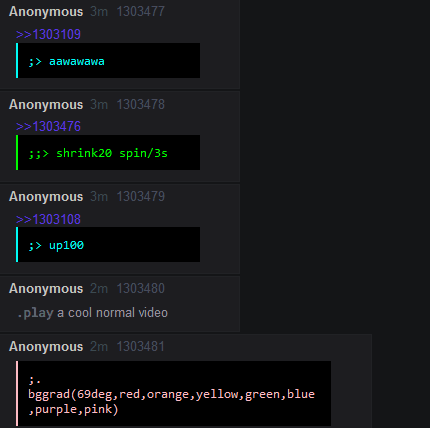 Anonymous 3m 1303477
>>1303109
;> aawawawa
Anonymous 3m 1303478
>>1303476
;;> shrink20 spin/3s
Anonymous 3m 1303479
>>1303108
;> up100
Anonymous 2m 1303480
.play a cool normal video
Anonymous 2m 1303481
;.
bggrad(69deg,red,orange,yellow,green,blue
,purple,pink)